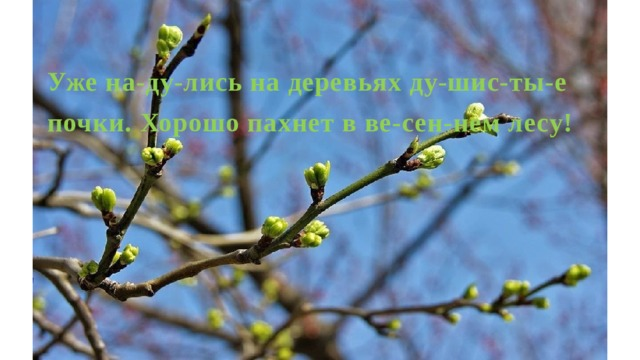 Уже на-ду-лись на деревьях ду-шис-ты-е
почки. Хорошо пахнет в ве-сен-нем лесу!